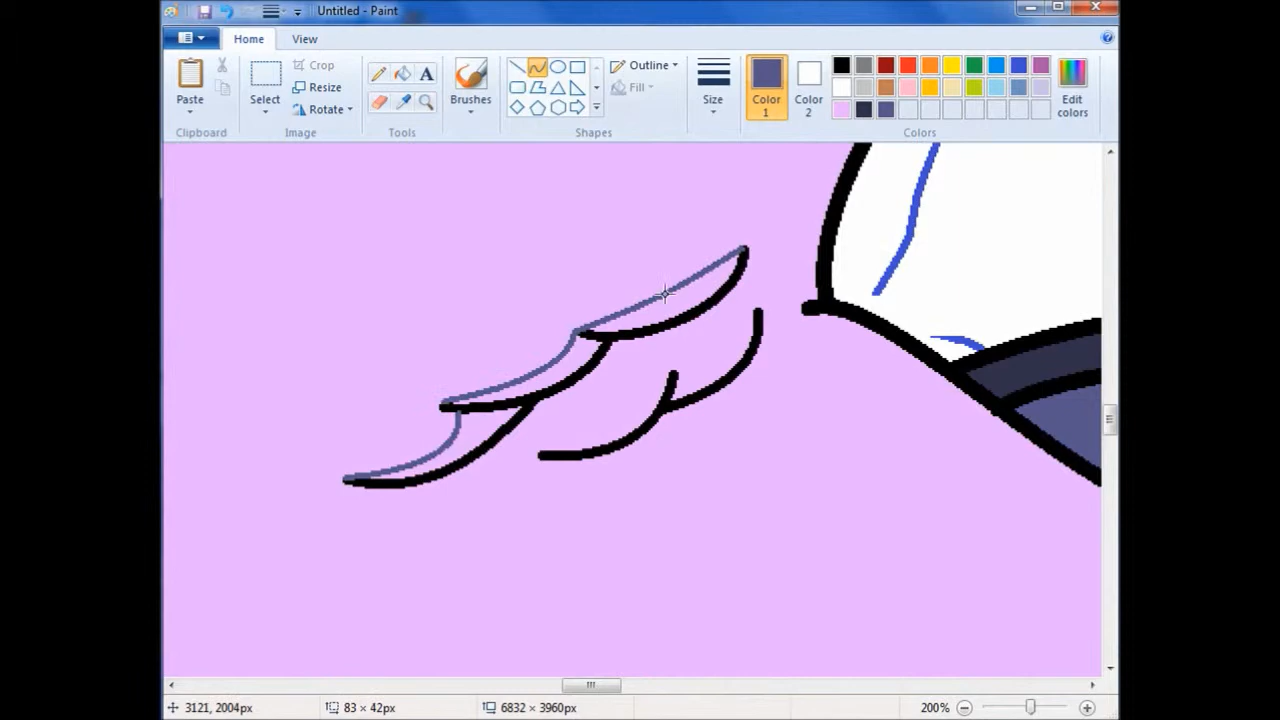 Untitled - Paint
Home View
Paste
Select
Crop
Resize
Rotate
A
Brushes
Outline
Fill
Size
Color 1
Color 2
Edit colors
Clipboard Image Tools Shapes Colors
3121, 2004px 83 × 42px 6832 × 3960px 200%